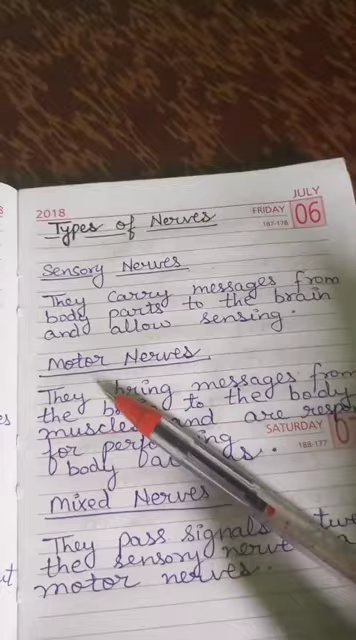 JULY
2018
FRIDAY 06
187-178
Types of Nerves
Sensory Nerves
They carry messages from
body parts to the brain
and allow sensing.
Motor Nerves
They bring messages from
the to the body
muscles and are
SATURDAY
188-177
for
body
Mixed Nerves
They pass signals
the sensory nerve
motor nerves.